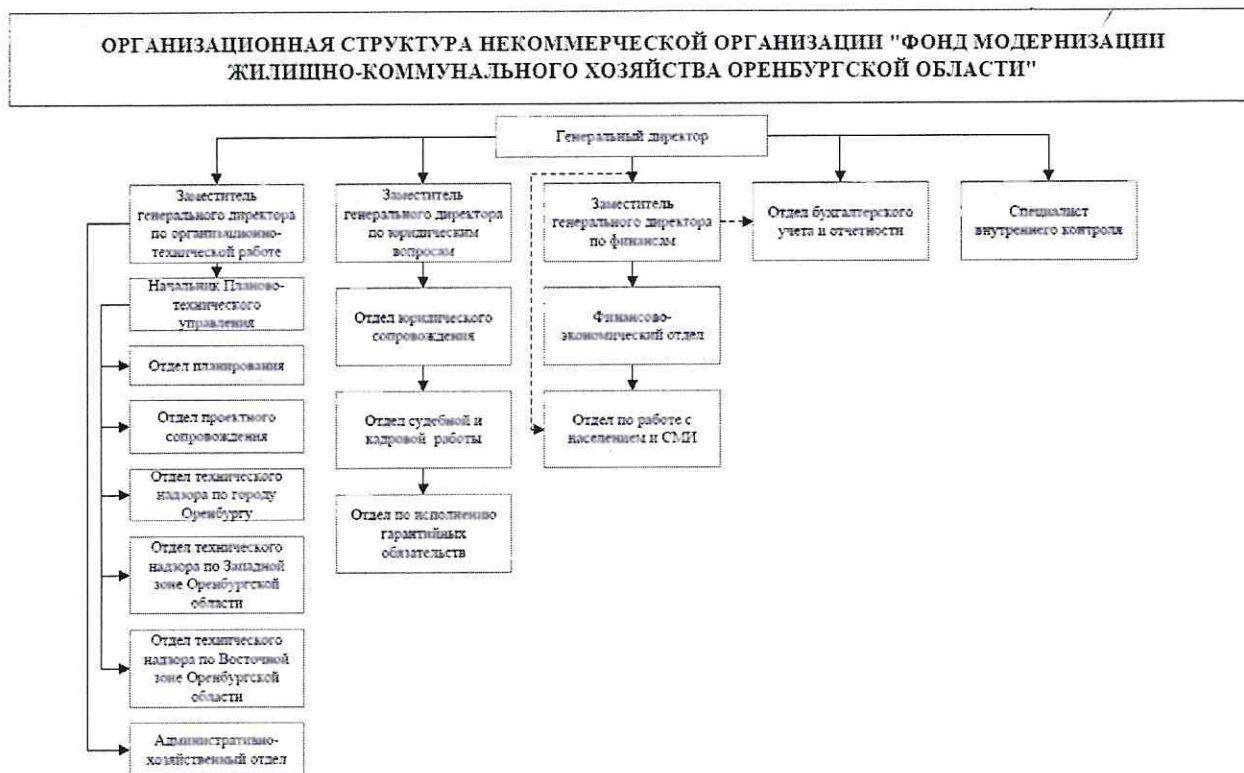 ОРГАНИЗАЦИОННАЯ СТРУКТУРА НЕКОММЕРЧЕСКОЙ ОРГАНИЗАЦИИ "ФОНД МОДЕРНИЗАЦИИ
ЖИЛИЩНО-КОММУНАЛЬНОГО ХОЗЯЙСТВА ОРЕНБУРГСКОЙ ОБЛАСТИ"
Генеральный директор
Заместитель
генерального директора
по организационно-
технической работе
Начальник Планово-
технического
управления
Отдел планирования
Отдел проектного
сопровождения
Отдел технического
надзора по городу
Оренбургу
Отдел технического
надзора по Западной
зоне Оренбургской
области
Отдел технического
надзора по Восточной
зоне Оренбургской
области
Административно-
хозяйственный отдел
Заместитель
генерального директора
по юридическим
вопросам
Отдел юридического
сопровождения
Отдел судебной и
кадровой работы
Отдел по исполнению
гарантийных
обязательств
Заместитель
генерального директора
по финансам
Финансово-
экономический отдел
Отдел по работе с
населением и СМИ
Отдел бухгалтерского
учета и отчетности
Специалист
внутреннего контроля